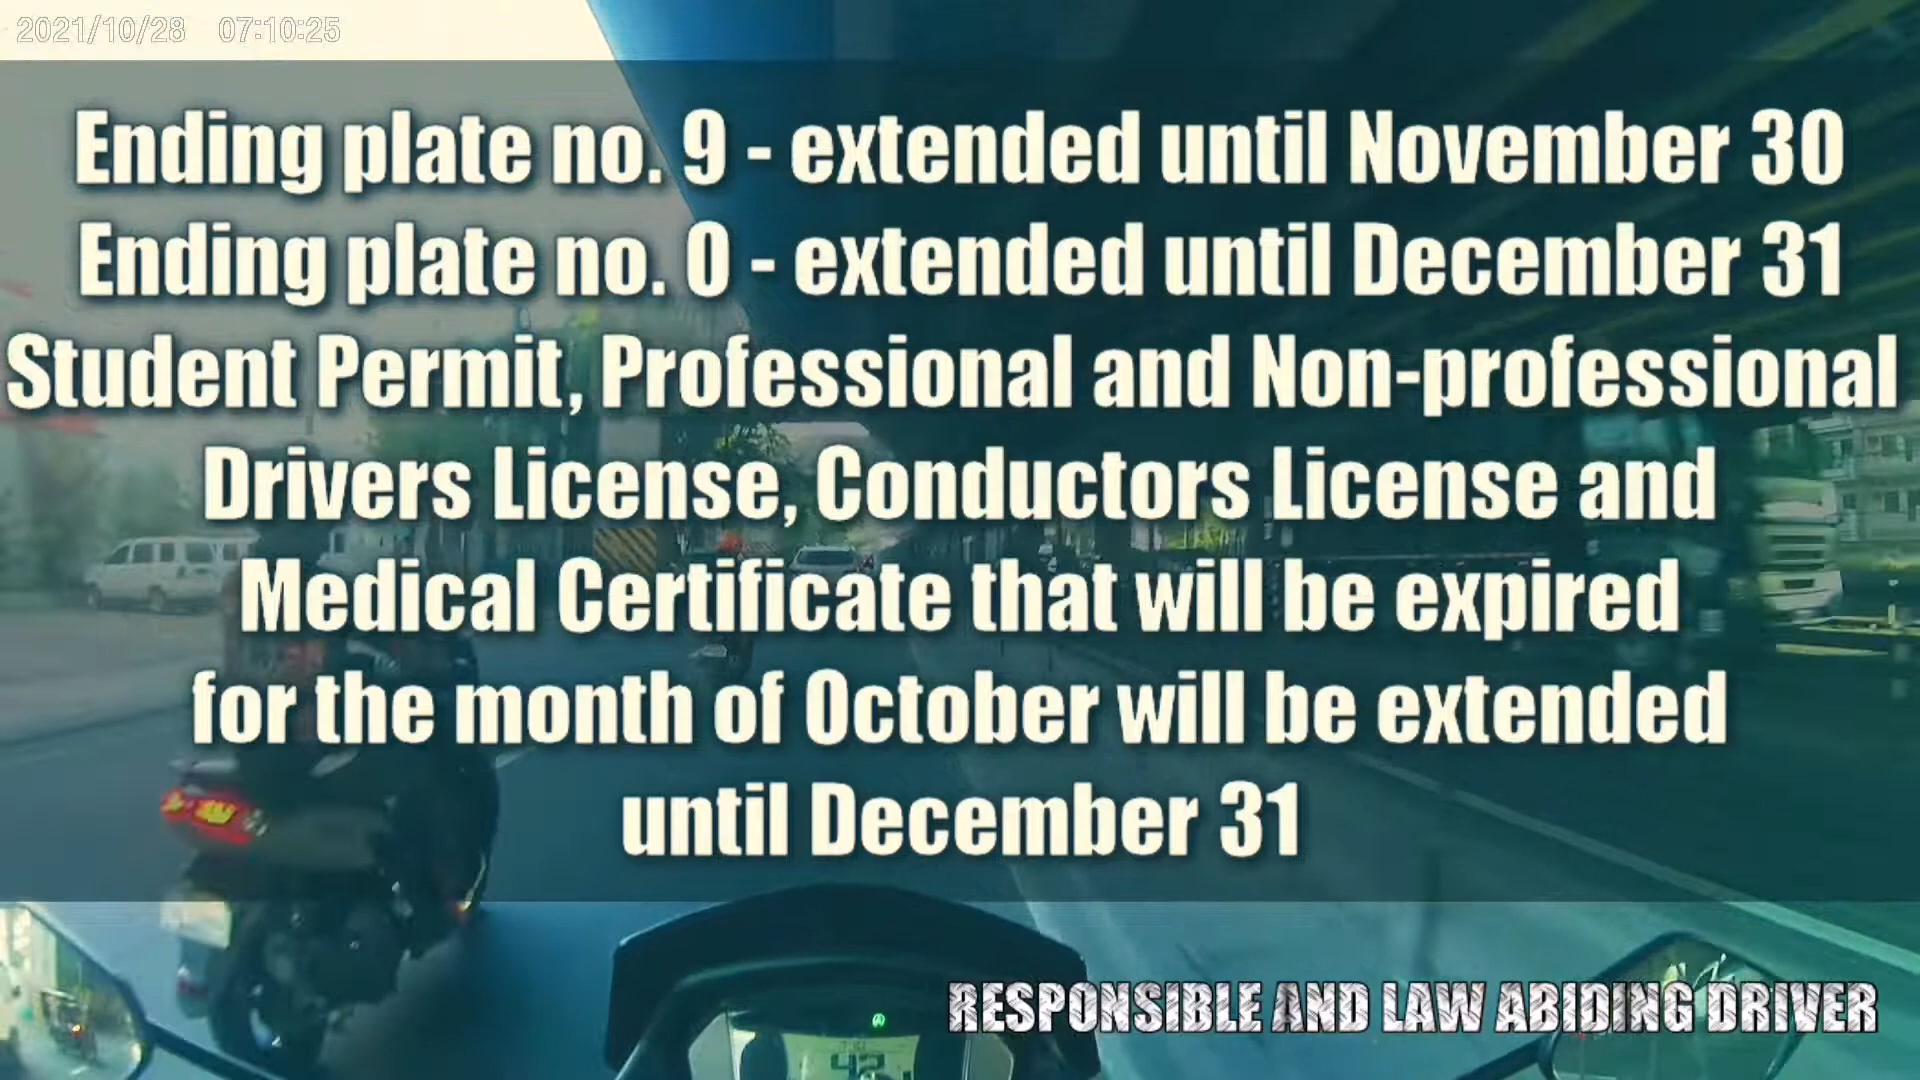 2021/10/28 07:10:25
Ending plate no. 9 - extended until November 30
Ending plate no. 0 - extended until December 31
Student Permit, Professional and Non-professional
Drivers License, Conductors License and
Medical Certificate that will be expired
for the month of October will be extended
until December 31
RESPONSIBLE AND LAW ABIDING DRIVER
42